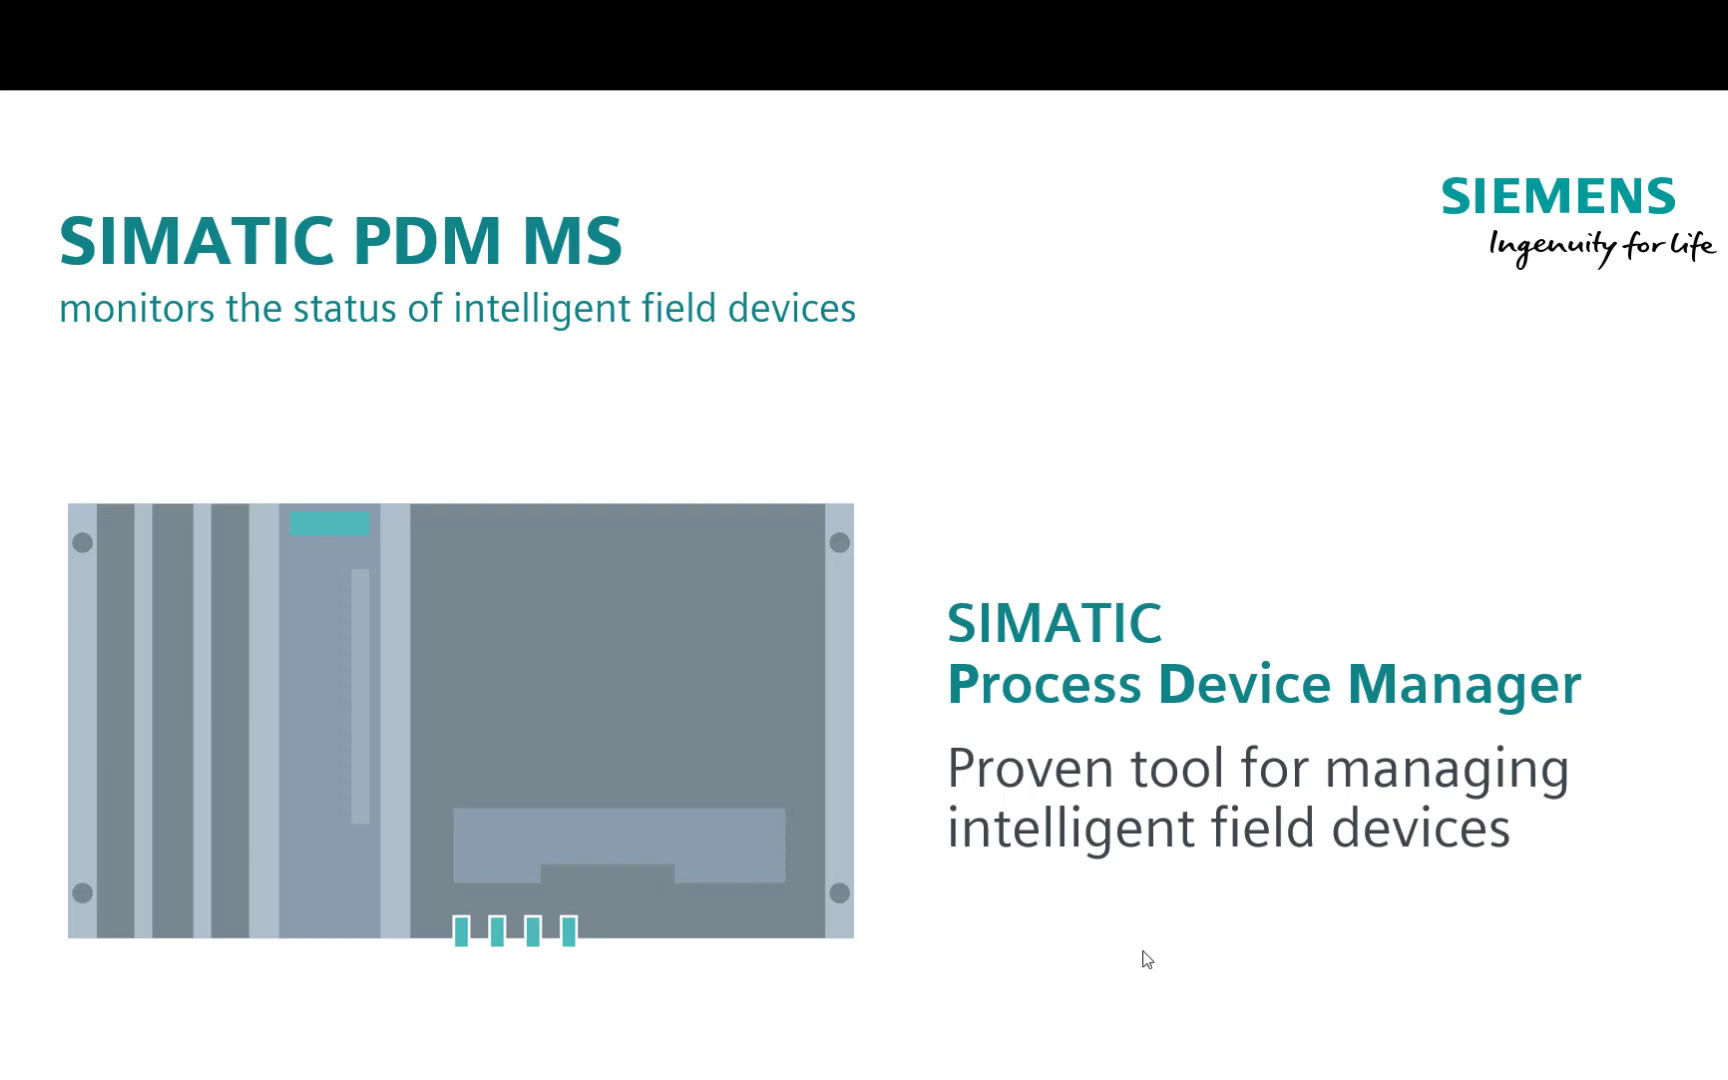 SIEMENS
Ingenuity for life
SIMATIC PDM MS
monitors the status of intelligent field devices
SIMATIC
Process Device Manager
Proven tool for managing
intelligent field devices